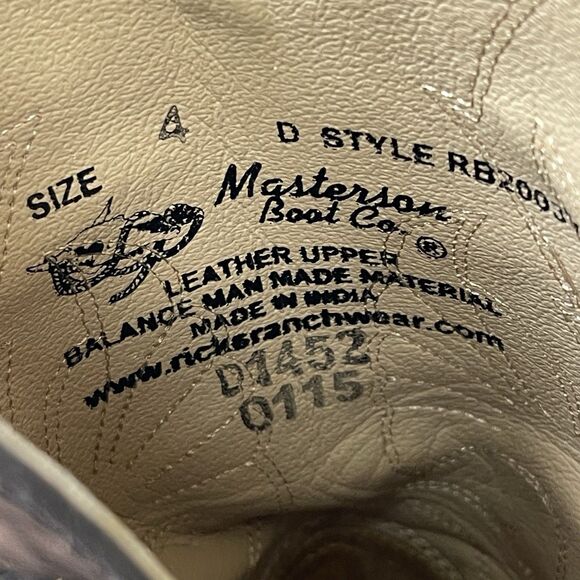 SIZE 4 D STYLE
Masterson
Boot Co.®
LEATHER UPPER
BALANCE MAN MADE MATERIAL
MADE IN INDIA
www.ricksranchwear.com
D1452
0115